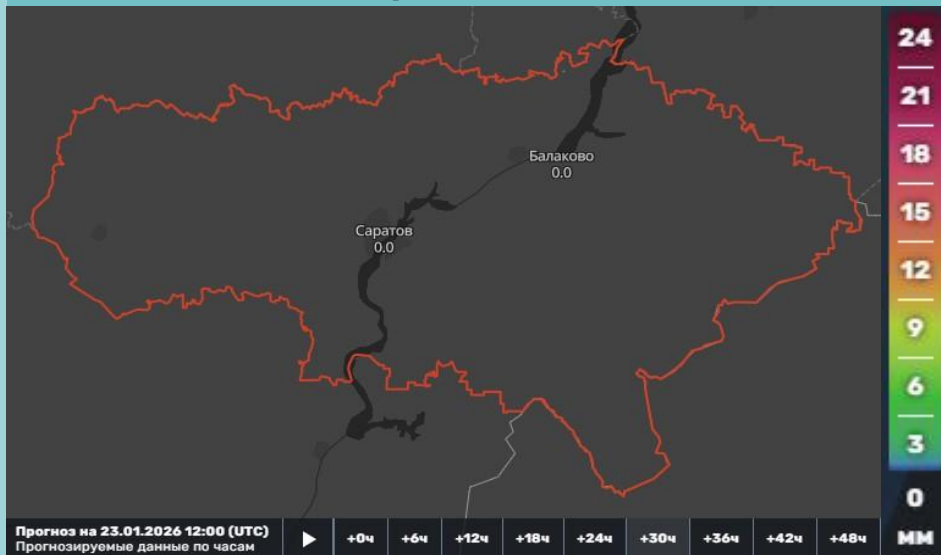 24
21
18
15
12
9
6
3
0
ММ
Балаково
0.0
Саратов
0.0
Прогноз на 23.01.2026 12:00 (UTC)
Прогнозируемые данные по часам
+0ч +6ч +12ч +18ч +24ч +30ч +36ч +42ч +48ч